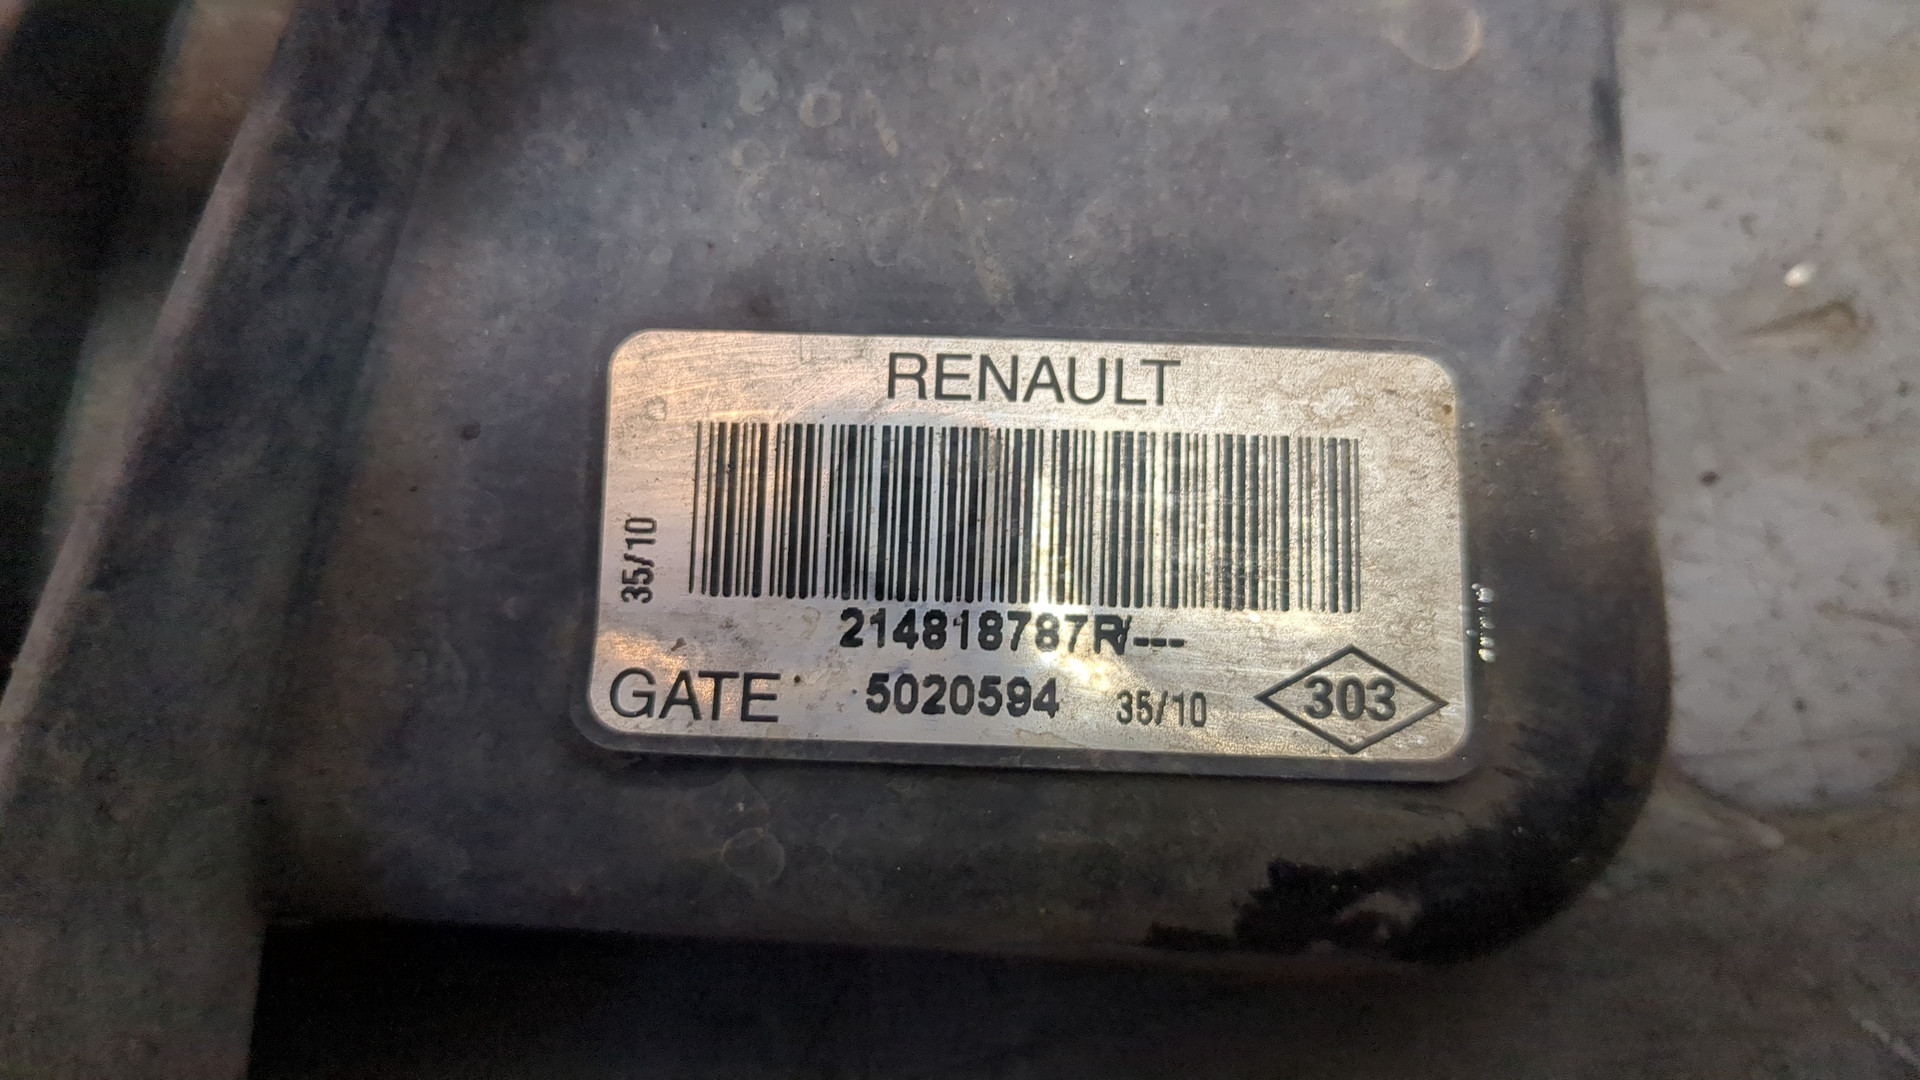 RENAULT
35/10
214818787R/---
GATE 5020594 35/10 303